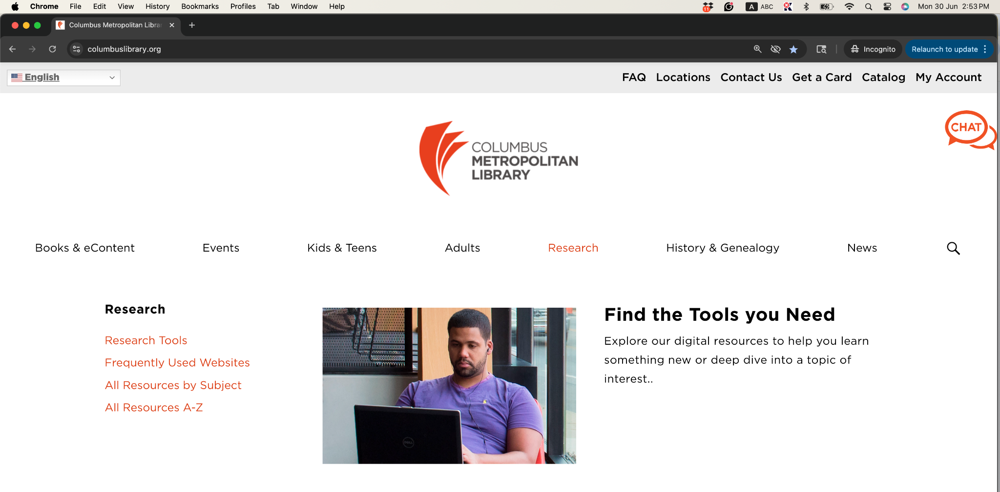 Chrome File Edit View History Bookmarks Profiles Tab Window Help 11 A ABC Mon 30 Jun 2:53 PM
Columbus Metropolitan Librar
columbuslibrary.org Incognito Relaunch to update
English FAQ Locations Contact Us Get a Card Catalog My Account
CHAT
COLUMBUS
METROPOLITAN
LIBRARY
Books & eContent Events Kids & Teens Adults Research History & Genealogy News
Research
Research Tools
Frequently Used Websites
All Resources by Subject
All Resources A-Z
DELL
Find the Tools you Need
Explore our digital resources to help you learn
something new or deep dive into a topic of
interest..